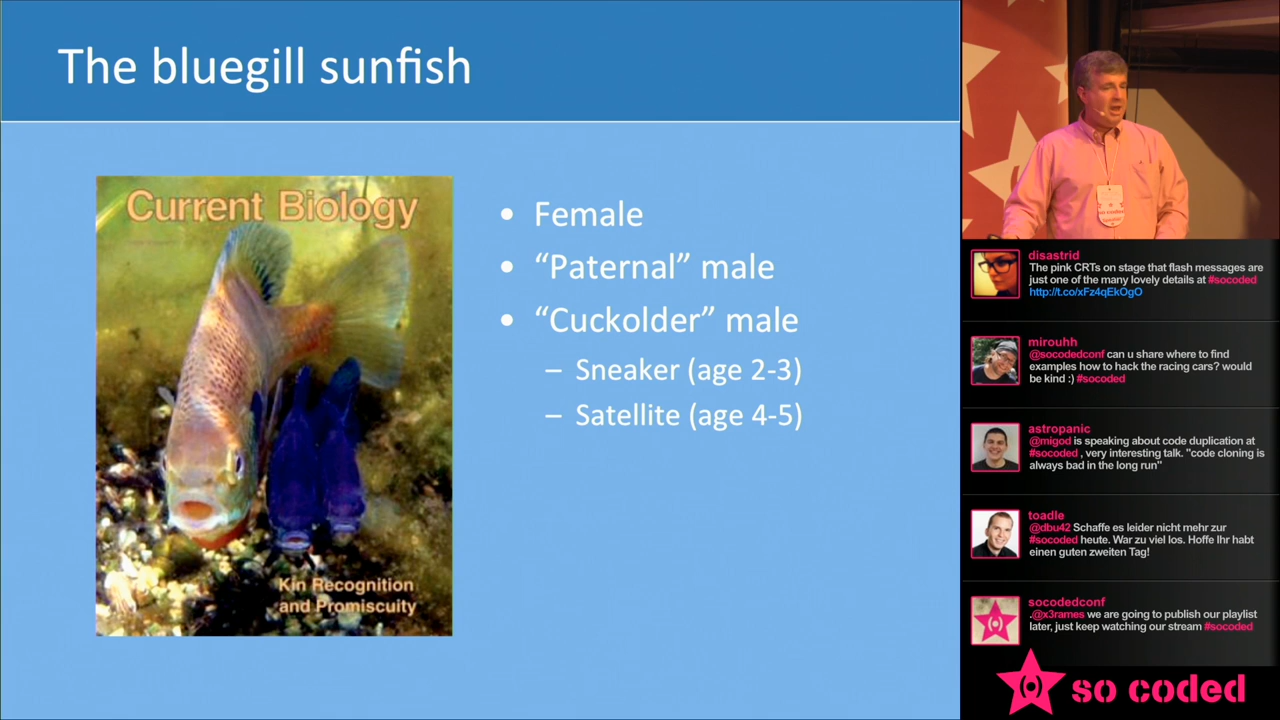 The bluegill sunfish
Current Biology
Kin Recognition
and Promiscuity
• Female
• “Paternal” male
• “Cuckolder” male
– Sneaker (age 2-3)
– Satellite (age 4-5)
so coded
disastrid
The pink CRTs on stage that flash messages are
just one of the many lovely details at #socoded
http://t.co/xFz4qEkOgO
mirouhh
@socodedconf can u share where to find
examples how to hack the racing cars? would
be kind :) #socoded
astropanic
@migod is speaking about code duplication at
#socoded , very interesting talk. "code cloning is
always bad in the long run"
toadle
@dbu42 Schaffe es leider nicht mehr zur
#socoded heute. War zu viel los. Hoffe Ihr habt
einen guten zweiten Tag!
socodedconf
.@x3rames we are going to publish our playlist
later, just keep watching our stream #socoded
so coded